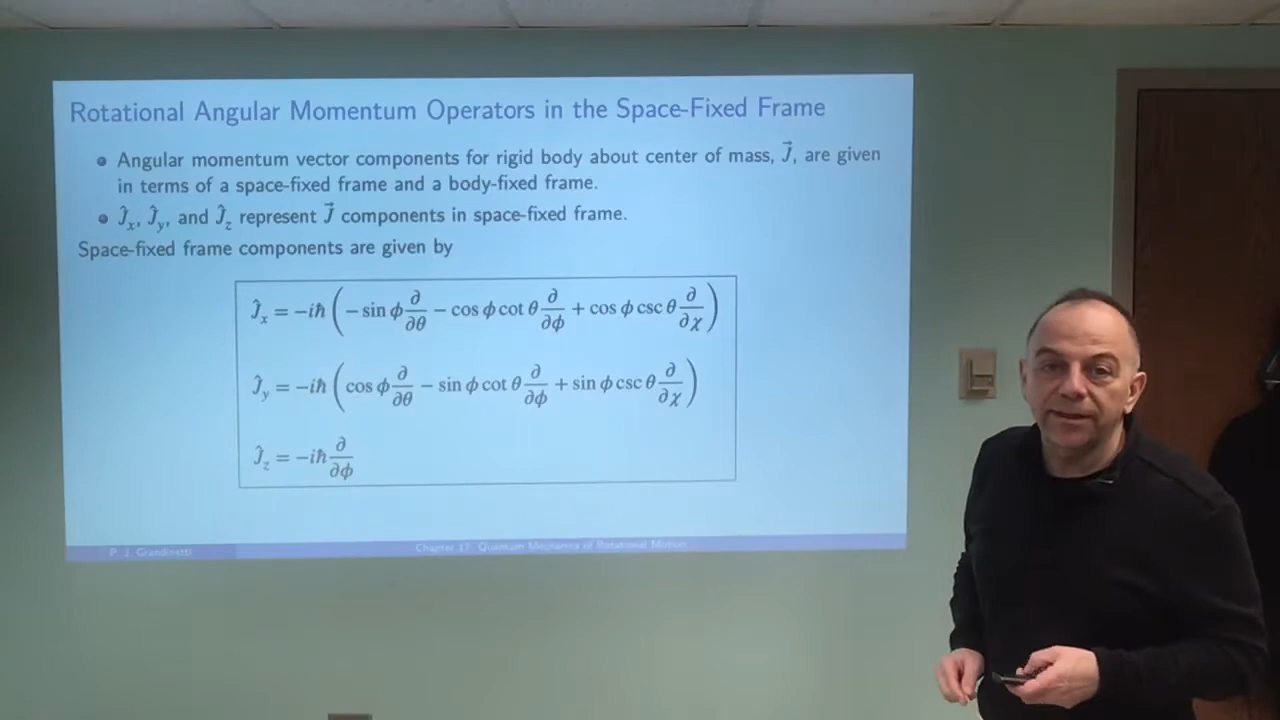 Rotational Angular Momentum Operators in the Space-Fixed Frame
Angular momentum vector components for rigid body about center of mass, J⃗, are given
in terms of a space-fixed frame and a body-fixed frame.
Ĵx, Ĵy, and Ĵz represent J⃗ components in space-fixed frame.
Space-fixed frame components are given by
Ĵx = −iħ (− sin ϕ ∂/∂θ − cos ϕ cot θ ∂/∂ϕ + cos ϕ csc θ ∂/∂χ)
Ĵy = −iħ (cos ϕ ∂/∂θ − sin ϕ cot θ ∂/∂ϕ + sin ϕ csc θ ∂/∂χ)
Ĵz = −iħ ∂/∂ϕ
P. J. Grandinetti Chapter 17: Quantum Mechanics of Rotational Motion